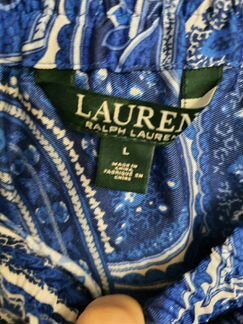 LAUREN
RALPH LAUREN
L
MADE IN
CHINA
FABRIQUÉ EN
CHINE